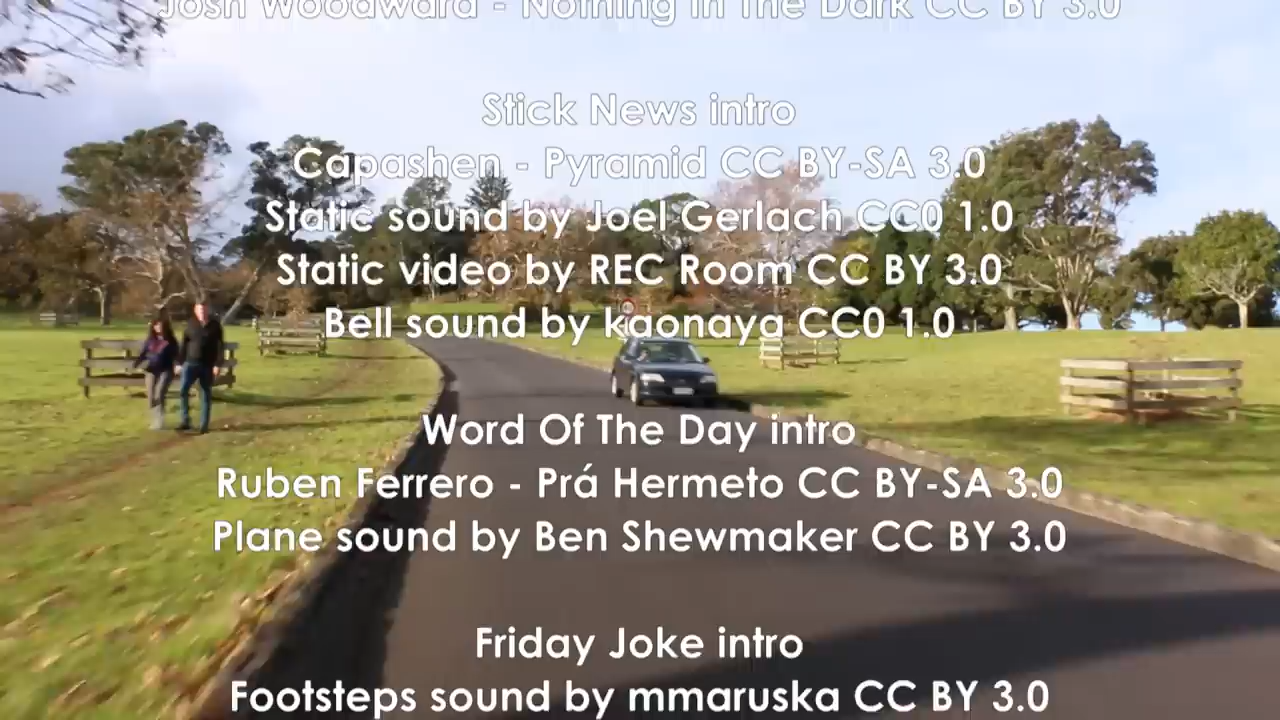 Josh Woodward - Nothing In The Dark CC BY 3.0
Stick News intro
Capashen - Pyramid CC BY-SA 3.0
Static sound by Joel Gerlach CC0 1.0
Static video by REC Room CC BY 3.0
Bell sound by kaonaya CC0 1.0
Word Of The Day intro
Ruben Ferrero - Prá Hermeto CC BY-SA 3.0
Plane sound by Ben Shewmaker CC BY 3.0
Friday Joke intro
Footsteps sound by mmaruska CC BY 3.0